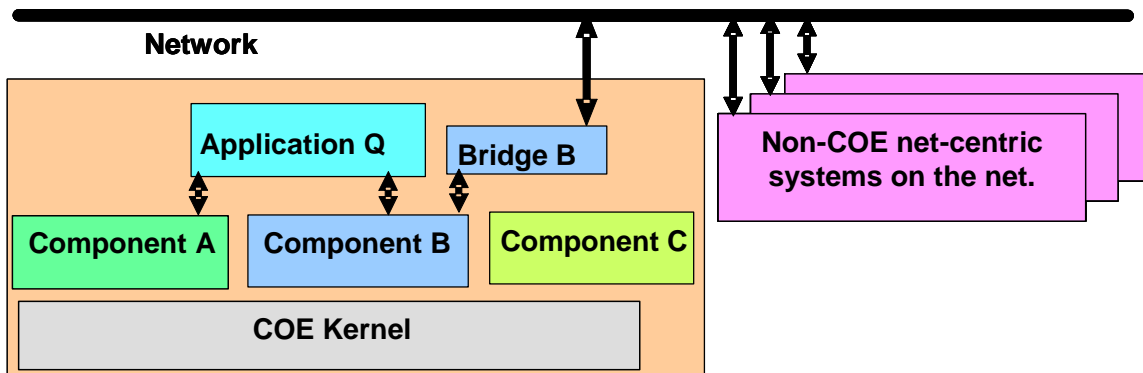 Network
Application Q
Bridge B
Non-COE net-centric
systems on the net.
Component A
Component B
Component C
COE Kernel